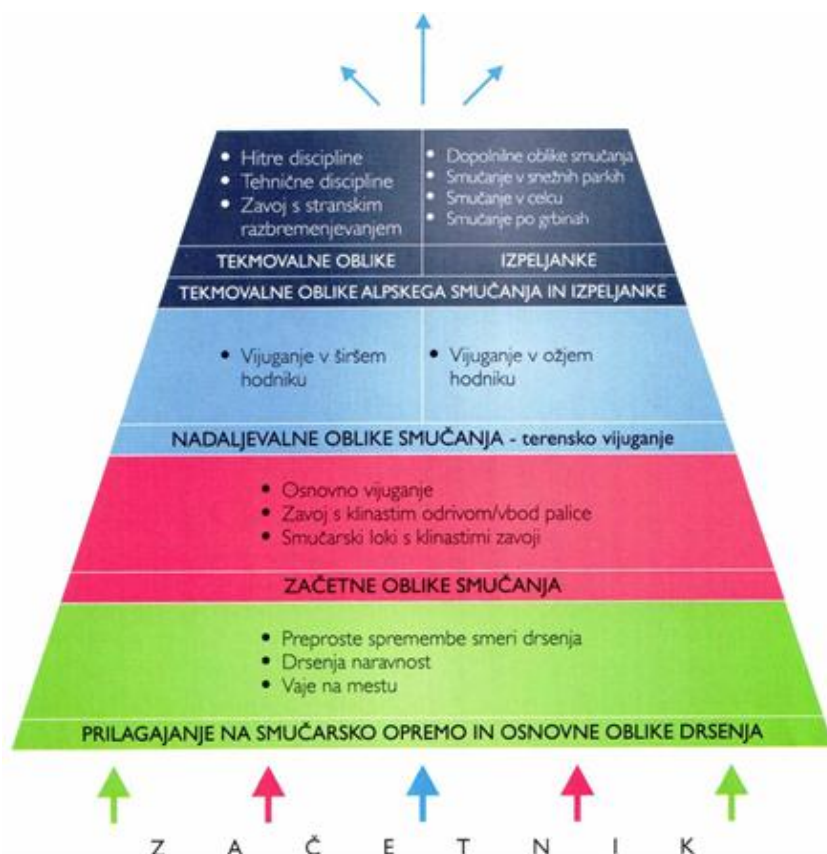 • Hitre discipline
• Tehnične discipline
• Zavoj s stranskim
razbremenjevanjem
• Dopolnilne oblike smučanja
• Smučanje v snežnih parkih
• Smučanje v celcu
• Smučanje po grbinah
TEKMOVALNE OBLIKE
IZPELJANKE
TEKMOVALNE OBLIKE ALPSKEGA SMUČANJA IN IZPELJANKE
• Vijuganje v širšem
hodniku
• Vijuganje v ožjem
hodniku
NADALJEVALNE OBLIKE SMUČANJA - terensko vijuganje
• Osnovno vijuganje
• Zavoj s klinastim odrivom/vbod palice
• Smučarski loki s klinastimi zavoji
ZAČETNE OBLIKE SMUČANJA
• Preproste spremembe smeri drsenja
• Drsenja naravnost
• Vaje na mestu
PRILAGAJANJE NA SMUČARSKO OPREMO IN OSNOVNE OBLIKE DRSENJA
Z A Č E T N I K